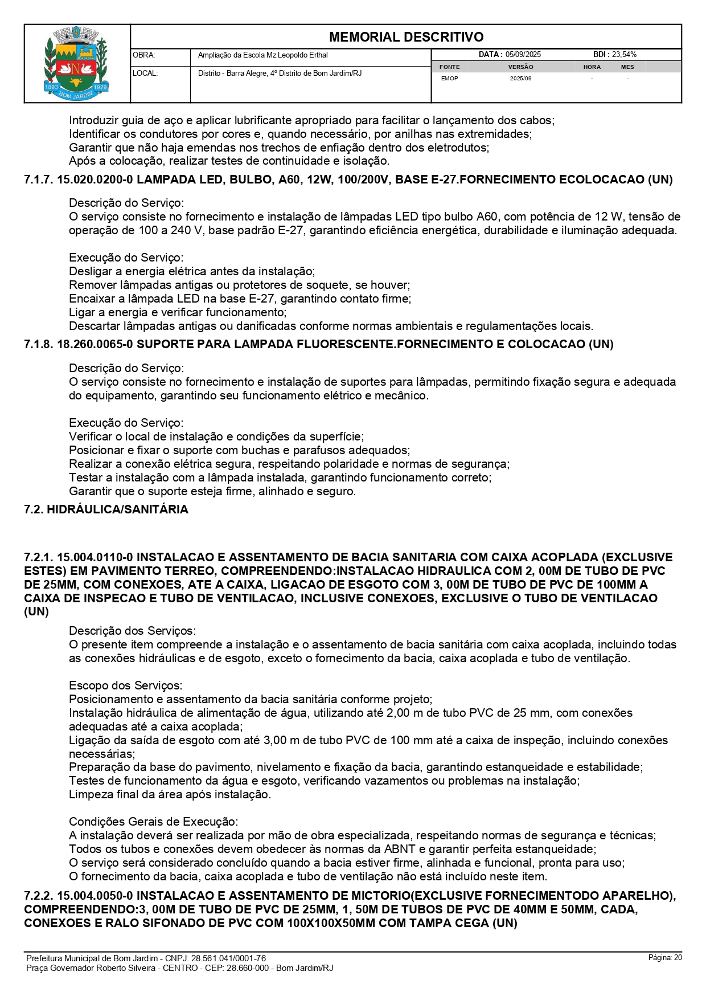 MEMORIAL DESCRITIVO
OBRA: Ampliação da Escola Mz Leopoldo Erthal
DATA : 05/09/2025 BDI : 23,54%
FONTE VERSÃO HORA MES
LOCAL: Distrito - Barra Alegre, 4º Distrito de Bom Jardim/RJ
EMOP 2025/09 - -
N
1893 1929
BOM JARDIM
Introduzir guia de aço e aplicar lubrificante apropriado para facilitar o lançamento dos cabos;
Identificar os condutores por cores e, quando necessário, por anilhas nas extremidades;
Garantir que não haja emendas nos trechos de enfiação dentro dos eletrodutos;
Após a colocação, realizar testes de continuidade e isolação.
7.1.7. 15.020.0200-0 LAMPADA LED, BULBO, A60, 12W, 100/200V, BASE E-27.FORNECIMENTO ECOLOCACAO (UN)
Descrição do Serviço:
O serviço consiste no fornecimento e instalação de lâmpadas LED tipo bulbo A60, com potência de 12 W, tensão de
operação de 100 a 240 V, base padrão E-27, garantindo eficiência energética, durabilidade e iluminação adequada.
Execução do Serviço:
Desligar a energia elétrica antes da instalação;
Remover lâmpadas antigas ou protetores de soquete, se houver;
Encaixar a lâmpada LED na base E-27, garantindo contato firme;
Ligar a energia e verificar funcionamento;
Descartar lâmpadas antigas ou danificadas conforme normas ambientais e regulamentações locais.
7.1.8. 18.260.0065-0 SUPORTE PARA LAMPADA FLUORESCENTE.FORNECIMENTO E COLOCACAO (UN)
Descrição do Serviço:
O serviço consiste no fornecimento e instalação de suportes para lâmpadas, permitindo fixação segura e adequada
do equipamento, garantindo seu funcionamento elétrico e mecânico.
Execução do Serviço:
Verificar o local de instalação e condições da superfície;
Posicionar e fixar o suporte com buchas e parafusos adequados;
Realizar a conexão elétrica segura, respeitando polaridade e normas de segurança;
Testar a instalação com a lâmpada instalada, garantindo funcionamento correto;
Garantir que o suporte esteja firme, alinhado e seguro.
7.2. HIDRÁULICA/SANITÁRIA
7.2.1. 15.004.0110-0 INSTALACAO E ASSENTAMENTO DE BACIA SANITARIA COM CAIXA ACOPLADA (EXCLUSIVE
ESTES) EM PAVIMENTO TERREO, COMPREENDENDO:INSTALACAO HIDRAULICA COM 2, 00M DE TUBO DE PVC
DE 25MM, COM CONEXOES, ATE A CAIXA, LIGACAO DE ESGOTO COM 3, 00M DE TUBO DE PVC DE 100MM A
CAIXA DE INSPECAO E TUBO DE VENTILACAO, INCLUSIVE CONEXOES, EXCLUSIVE O TUBO DE VENTILACAO
(UN)
Descrição dos Serviços:
O presente item compreende a instalação e o assentamento de bacia sanitária com caixa acoplada, incluindo todas
as conexões hidráulicas e de esgoto, exceto o fornecimento da bacia, caixa acoplada e tubo de ventilação.
Escopo dos Serviços:
Posicionamento e assentamento da bacia sanitária conforme projeto;
Instalação hidráulica de alimentação de água, utilizando até 2,00 m de tubo PVC de 25 mm, com conexões
adequadas até a caixa acoplada;
Ligação da saída de esgoto com até 3,00 m de tubo PVC de 100 mm até a caixa de inspeção, incluindo conexões
necessárias;
Preparação da base do pavimento, nivelamento e fixação da bacia, garantindo estanqueidade e estabilidade;
Testes de funcionamento da água e esgoto, verificando vazamentos ou problemas na instalação;
Limpeza final da área após instalação.
Condições Gerais de Execução:
A instalação deverá ser realizada por mão de obra especializada, respeitando normas de segurança e técnicas;
Todos os tubos e conexões devem obedecer às normas da ABNT e garantir perfeita estanqueidade;
O serviço será considerado concluído quando a bacia estiver firme, alinhada e funcional, pronta para uso;
O fornecimento da bacia, caixa acoplada e tubo de ventilação não está incluído neste item.
7.2.2. 15.004.0050-0 INSTALACAO E ASSENTAMENTO DE MICTORIO(EXCLUSIVE FORNECIMENTODO APARELHO),
COMPREENDENDO:3, 00M DE TUBO DE PVC DE 25MM, 1, 50M DE TUBOS DE PVC DE 40MM E 50MM, CADA,
CONEXOES E RALO SIFONADO DE PVC COM 100X100X50MM COM TAMPA CEGA (UN)
Prefeitura Municipal de Bom Jardim - CNPJ: 28.561.041/0001-76 Página: 20
Praça Governador Roberto Silveira - CENTRO - CEP: 28.660-000 - Bom Jardim/RJ